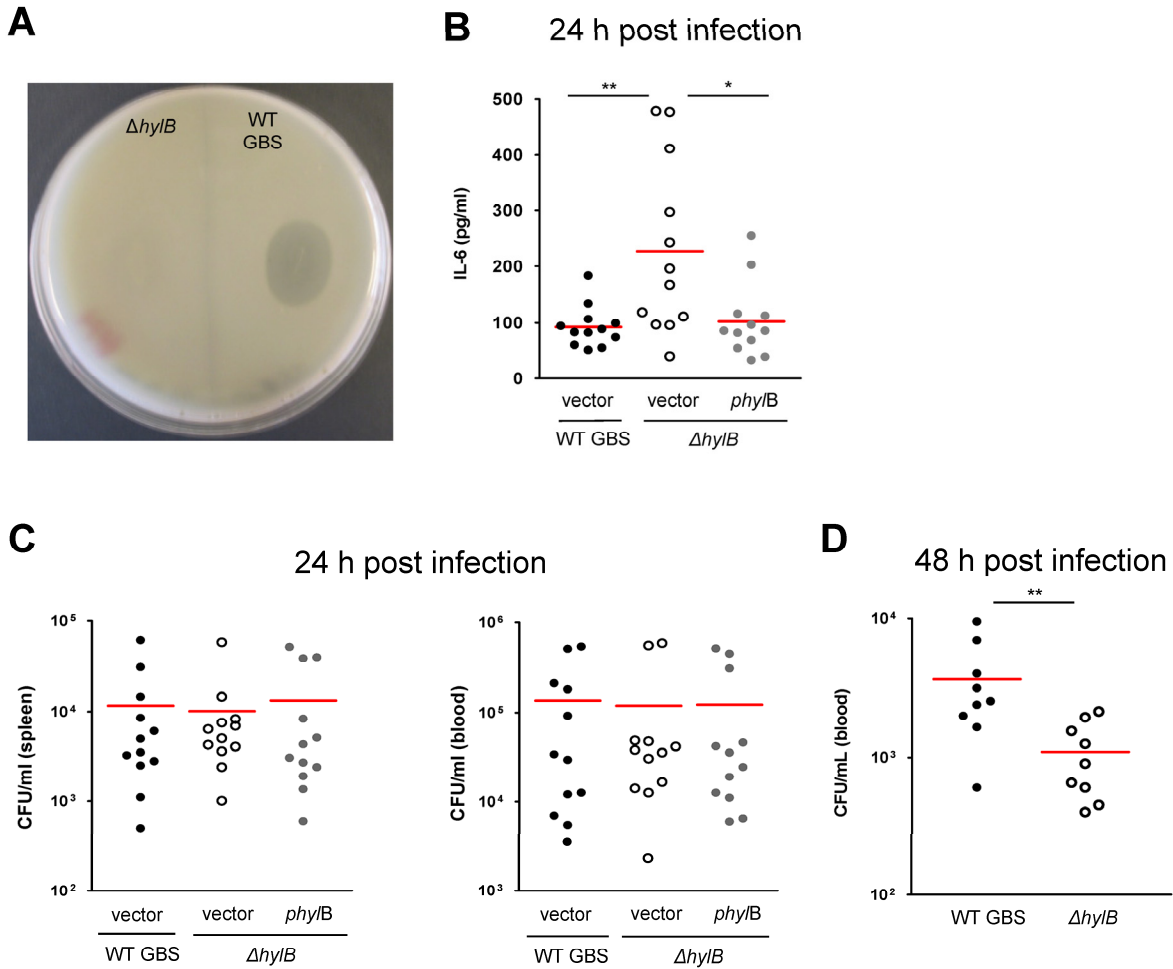 A
ΔhylB
WT
GBS
B
24 h post infection
** *
IL-6 (pg/ml)
500
400
300
200
100
0
vector vector phylB
WT GBS ΔhylB
C
24 h post infection
CFU/ml (spleen)
10⁵
10⁴
10³
10²
vector vector phylB
WT GBS ΔhylB
CFU/ml (blood)
10⁶
10⁵
10⁴
10³
vector vector phylB
WT GBS ΔhylB
D
48 h post infection
**
CFU/mL (blood)
10⁴
10³
10²
WT GBS ΔhylB